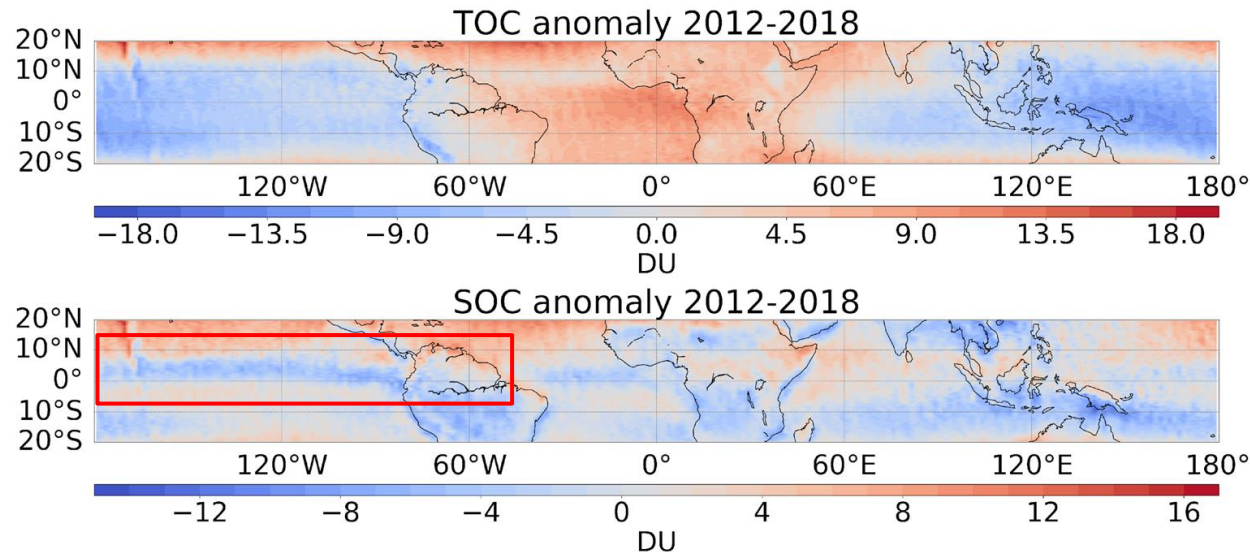 TOC anomaly 2012-2018
20°N
10°N
0°
10°S
20°S
120°W 60°W 0° 60°E 120°E 180°
−18.0 −13.5 −9.0 −4.5 0.0 4.5 9.0 13.5 18.0
DU
SOC anomaly 2012-2018
20°N
10°N
0°
10°S
20°S
120°W 60°W 0° 60°E 120°E 180°
−12 −8 −4 0 4 8 12 16
DU